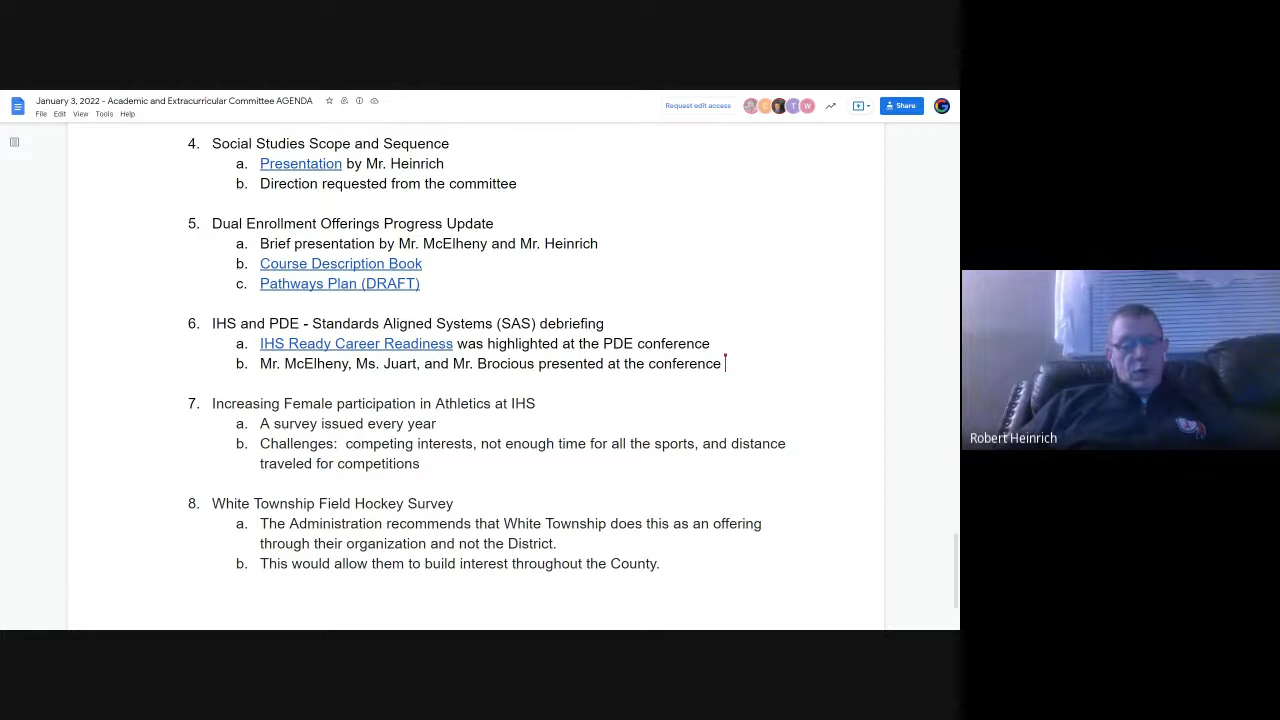 January 3, 2022 - Academic and Extracurricular Committee AGENDA
File Edit View Tools Help
Request edit access
C T W
Share
4. Social Studies Scope and Sequence
a. Presentation by Mr. Heinrich
b. Direction requested from the committee
5. Dual Enrollment Offerings Progress Update
a. Brief presentation by Mr. McElheny and Mr. Heinrich
b. Course Description Book
c. Pathways Plan (DRAFT)
6. IHS and PDE - Standards Aligned Systems (SAS) debriefing
a. IHS Ready Career Readiness was highlighted at the PDE conference
b. Mr. McElheny, Ms. Juart, and Mr. Brocious presented at the conference
7. Increasing Female participation in Athletics at IHS
a. A survey issued every year
b. Challenges: competing interests, not enough time for all the sports, and distance
traveled for competitions
8. White Township Field Hockey Survey
a. The Administration recommends that White Township does this as an offering
through their organization and not the District.
b. This would allow them to build interest throughout the County.
Robert Heinrich